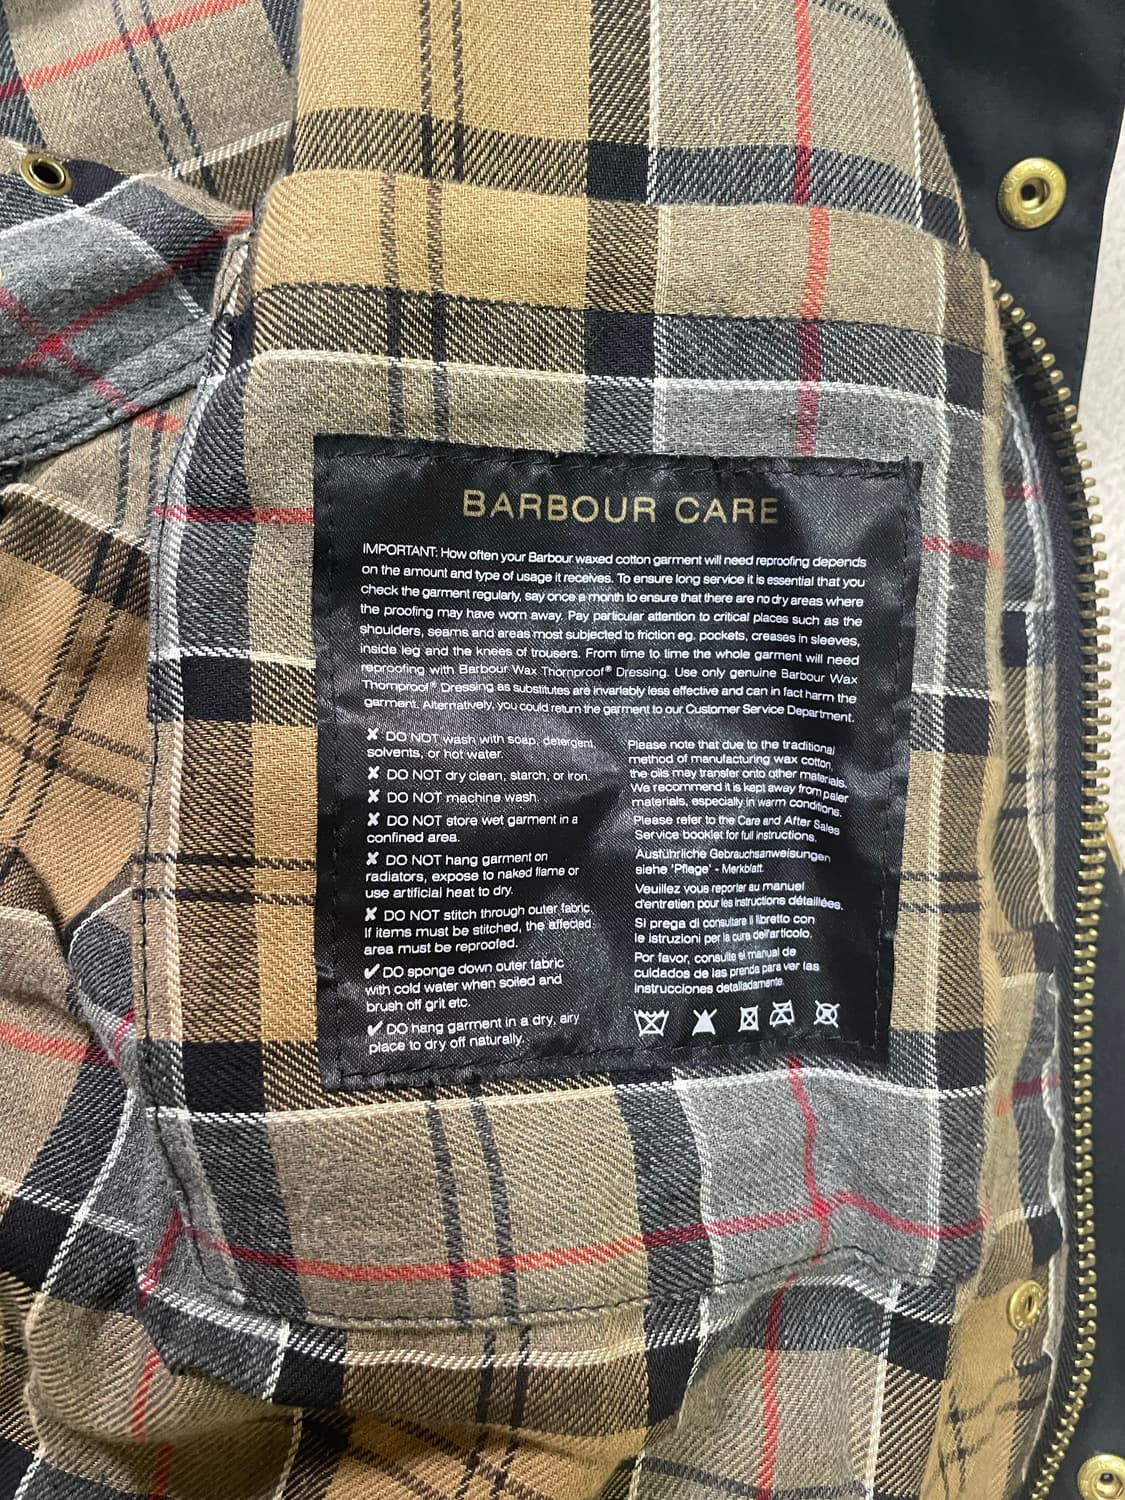 BARBOUR CARE
IMPORTANT: How often your Barbour waxed cotton garment will need reproofing depends
on the amount and type of usage it receives. To ensure long service it is essential that you
check the garment regularly, say once a month to ensure that there are no dry areas where
the proofing may have worn away. Pay particular attention to critical places such as the
shoulders, seams and areas most subjected to friction eg. pockets, creases in sleeves,
inside leg and the knees of trousers. From time to time the whole garment will need
reproofing with Barbour Wax Thornproof® Dressing. Use only genuine Barbour Wax
Thornproof® Dressing as substitutes are invariably less effective and can in fact harm the
garment. Alternatively, you could return the garment to our Customer Service Department.
✘ DO NOT wash with soap, detergent,
solvents, or hot water.
✘ DO NOT dry clean, starch, or iron.
✘ DO NOT machine wash.
✘ DO NOT store wet garment in a
confined area.
✘ DO NOT hang garment on
radiators, expose to naked flame or
use artificial heat to dry.
✘ DO NOT stitch through outer fabric.
If items must be stitched, the affected
area must be reproofed.
✔ DO sponge down outer fabric
with cold water when soiled and
brush off grit etc.
✔ DO hang garment in a dry, airy
place to dry off naturally.
Please note that due to the traditional
method of manufacturing wax cotton,
the oils may transfer onto other materials.
We recommend it is kept away from paler
materials, especially in warm conditions.
Please refer to the Care and After Sales
Service booklet for full instructions.
Ausführliche Gebrauchsanweisungen
siehe 'Pflege' - Merkblatt.
Veuillez vous reporter au manuel
d'entretien pour les instructions détaillées.
Si prega di consultare il libretto con
le istruzioni per la cura dell'articolo.
Por favor, consulte el manual de
cuidados de las prenda para ver las
instrucciones detalladamente.